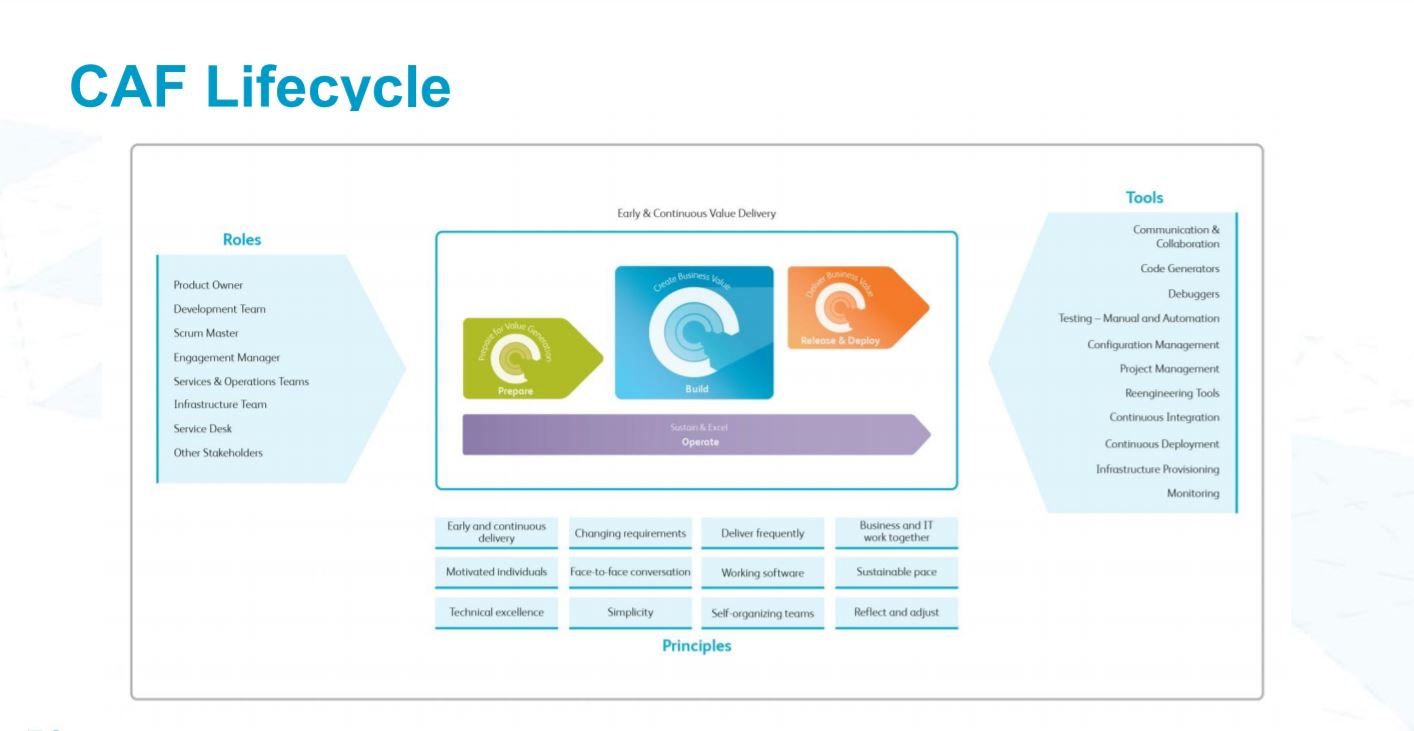 CAF Lifecycle
Roles
Product Owner
Development Team
Scrum Master
Engagement Manager
Services & Operations Teams
Infrastructure Team
Service Desk
Other Stakeholders
Early & Continuous Value Delivery
Prepare for Value Generation
Prepare
Create Business Value
Build
Deliver Business Value
Release & Deploy
Sustain & Excel
Operate
Early and continuous
delivery
Changing requirements
Deliver frequently
Business and IT
work together
Motivated individuals
Face-to-face conversation
Working software
Sustainable pace
Technical excellence
Simplicity
Self-organizing teams
Reflect and adjust
Principles
Tools
Communication &
Collaboration
Code Generators
Debuggers
Testing – Manual and Automation
Configuration Management
Project Management
Reengineering Tools
Continuous Integration
Continuous Deployment
Infrastructure Provisioning
Monitoring